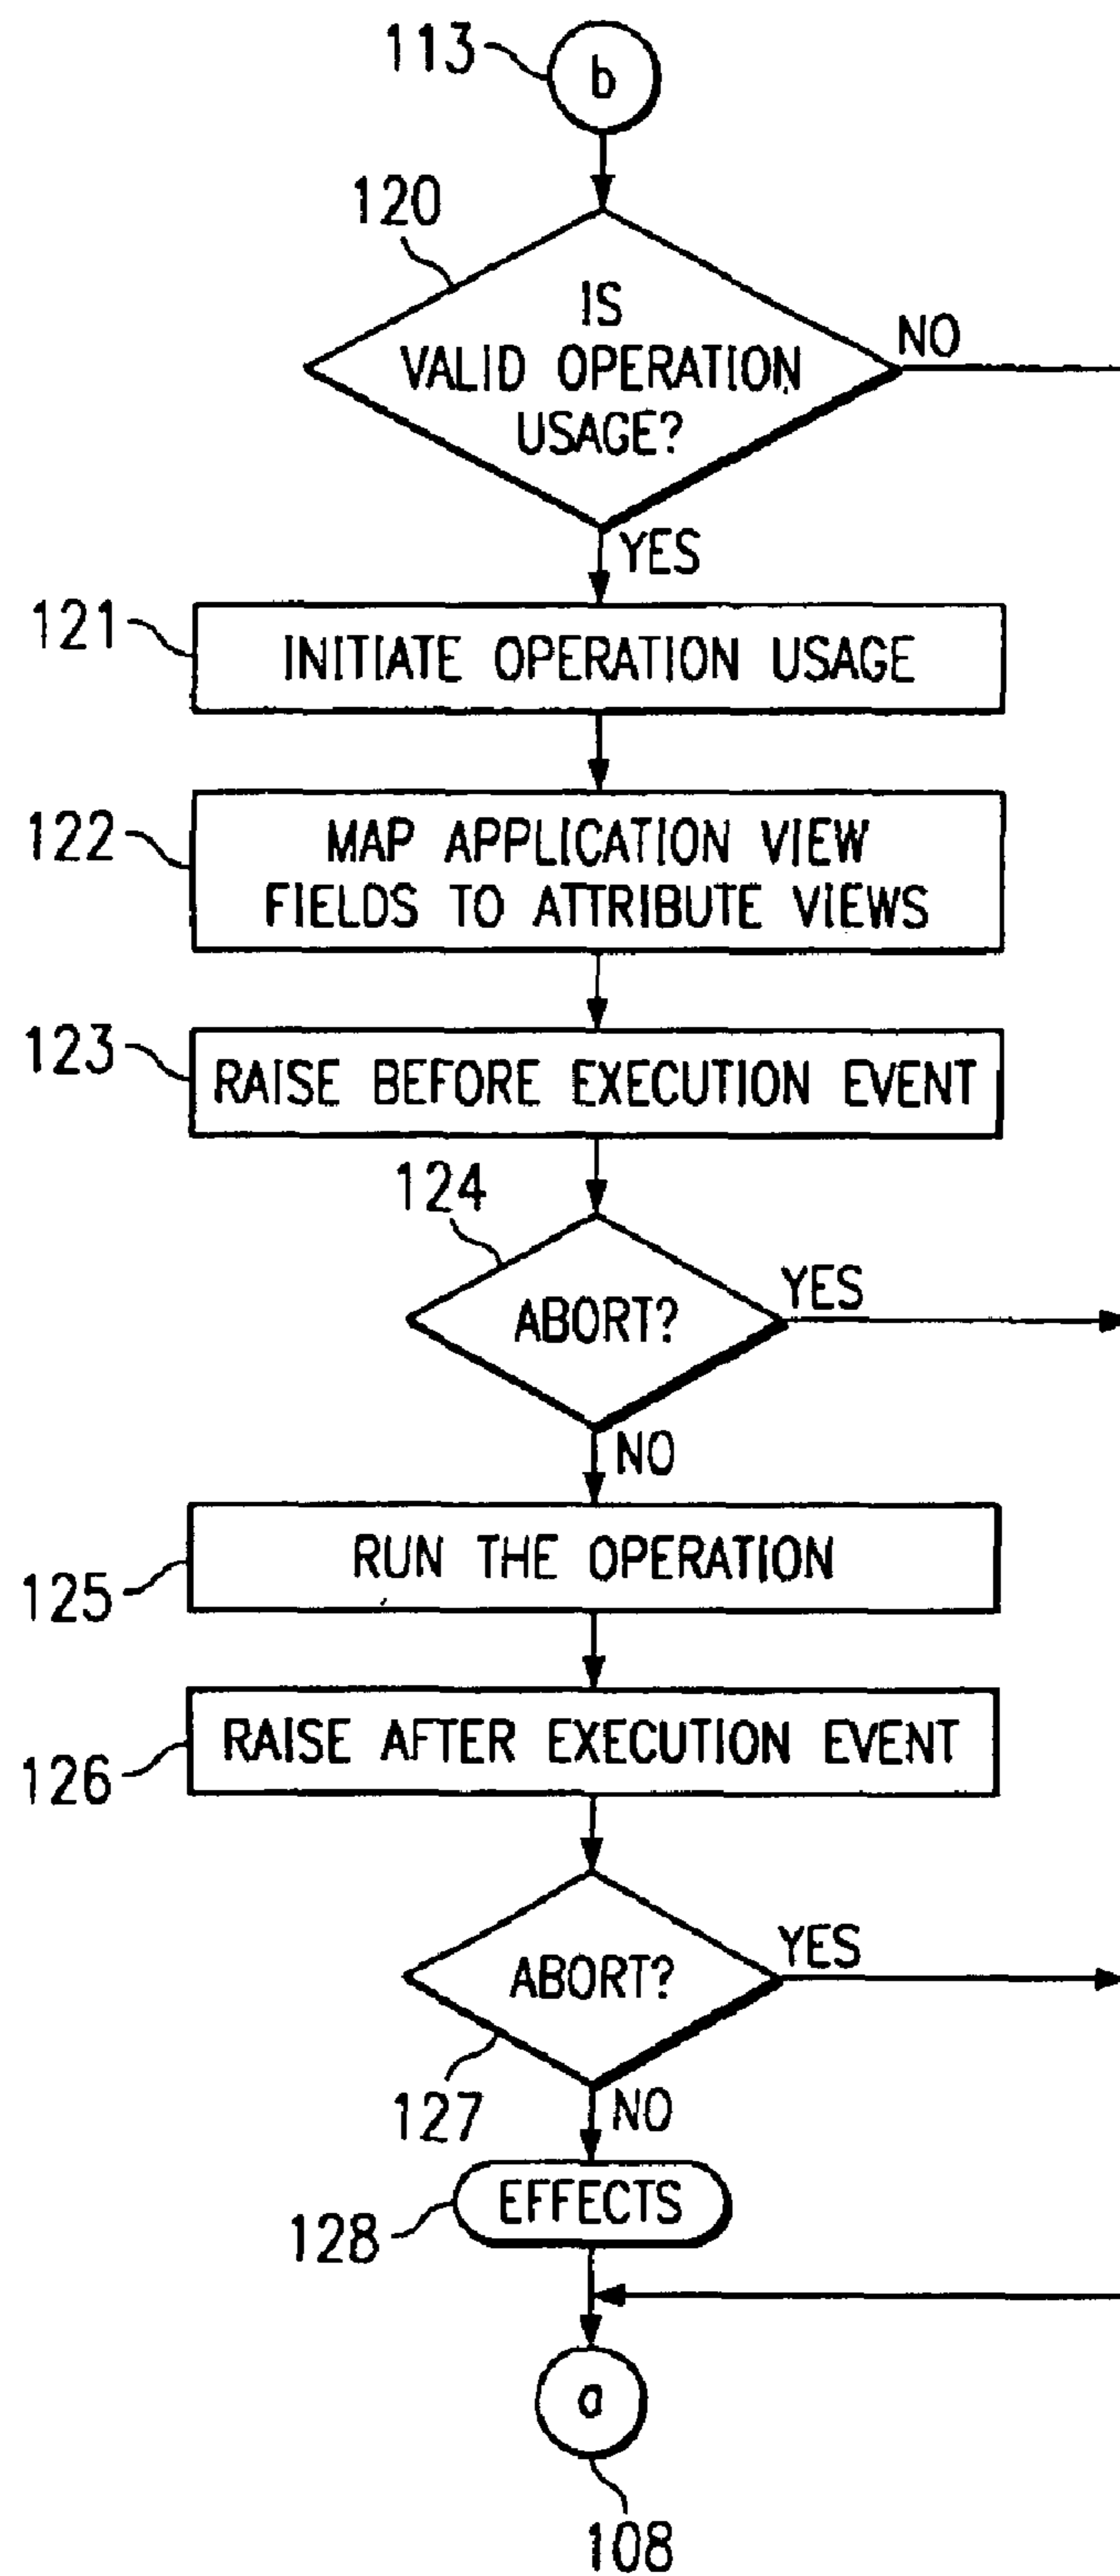 113
b
120
IS
VALID OPERATION
USAGE?
NO
YES
121
INITIATE OPERATION USAGE
122
MAP APPLICATION VIEW
FIELDS TO ATTRIBUTE VIEWS
123
RAISE BEFORE EXECUTION EVENT
124
ABORT?
YES
NO
125
RUN THE OPERATION
126
RAISE AFTER EXECUTION EVENT
ABORT?
YES
127
NO
EFFECTS
128
a
108